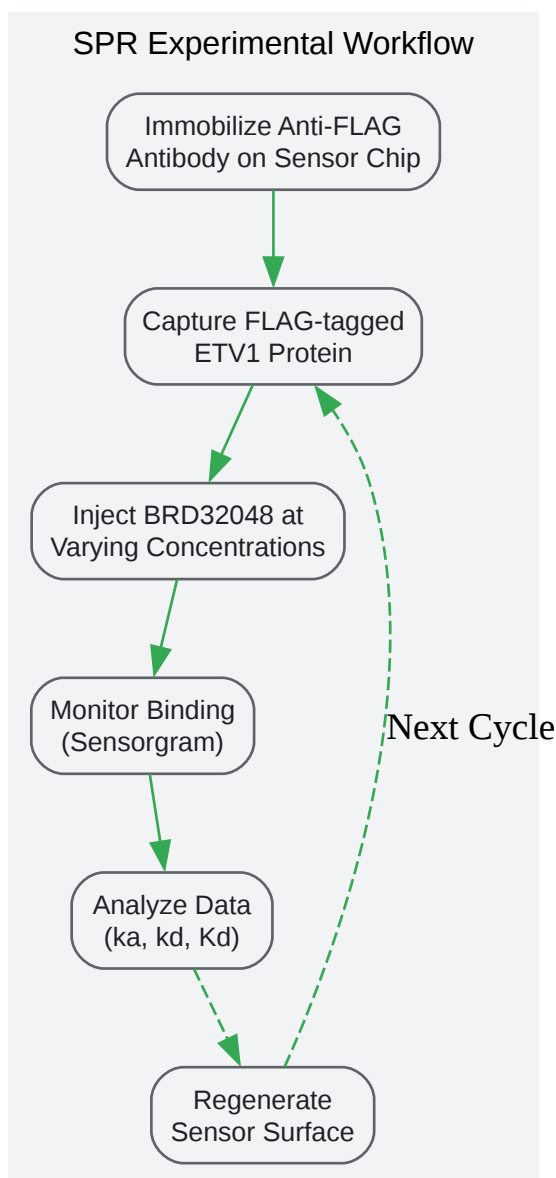 SPR Experimental Workflow
Immobilize Anti-FLAG
Antibody on Sensor Chip
Capture FLAG-tagged
ETV1 Protein
Inject BRD32048 at
Varying Concentrations
Monitor Binding
(Sensorgram)
Next Cycle
Analyze Data
(ka, kd, Kd)
Regenerate
Sensor Surface